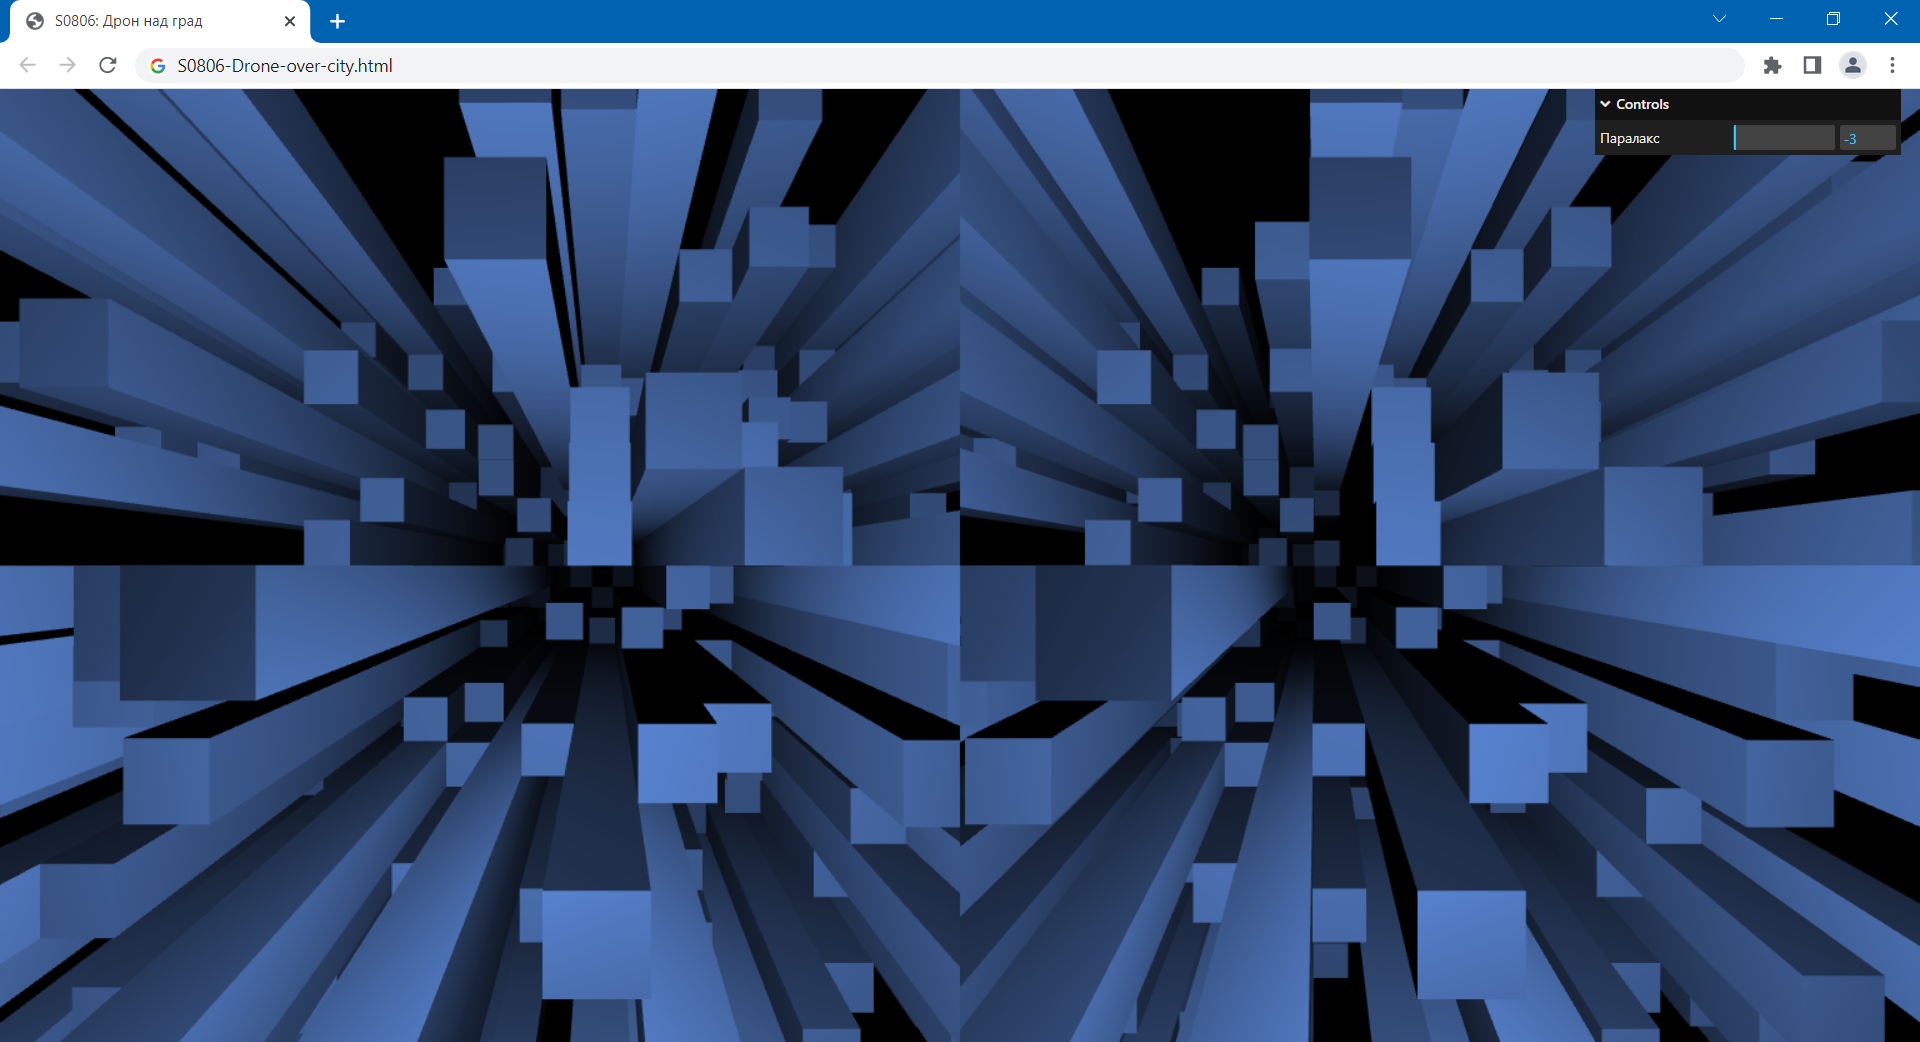 S0806: Дрон над град
S0806-Drone-over-city.html
Controls
Паралакс -3